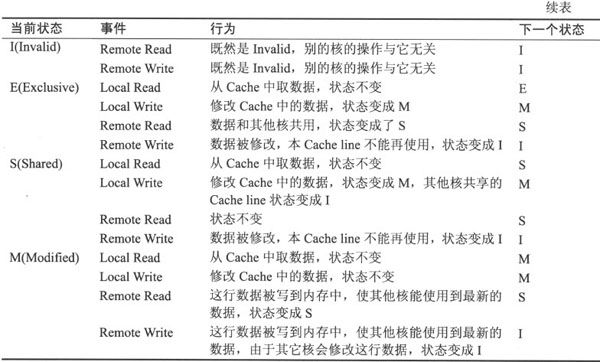 续表
当前状态 事件 行为 下一个状态
I(Invalid) Remote Read 既然是 Invalid，别的核的操作与它无关 I
Remote Write 既然是 Invalid，别的核的操作与它无关 I
E(Exclusive) Local Read 从 Cache 中取数据，状态不变 E
Local Write 修改 Cache 中的数据，状态变成 M M
Remote Read 数据和其他核共用，状态变成了 S S
Remote Write 数据被修改，本 Cache line 不能再使用，状态变成 I I
S(Shared) Local Read 从 Cache 中取数据，状态不变 S
Local Write 修改 Cache 中的数据，状态变成 M，其他核共享的 M
Cache line 状态变成 I
Remote Read 状态不变 S
Remote Write 数据被修改，本 Cache line 不能再使用，状态变成 I I
M(Modified) Local Read 从 Cache 中取数据，状态不变 M
Local Write 修改 Cache 中的数据，状态不变 M
Remote Read 这行数据被写到内存中，使其他核能使用到最新的 S
数据，状态变成 S
Remote Write 这行数据被写到内存中，使其他核能使用到最新的 I
数据，由于其它核会修改这行数据，状态变成 I